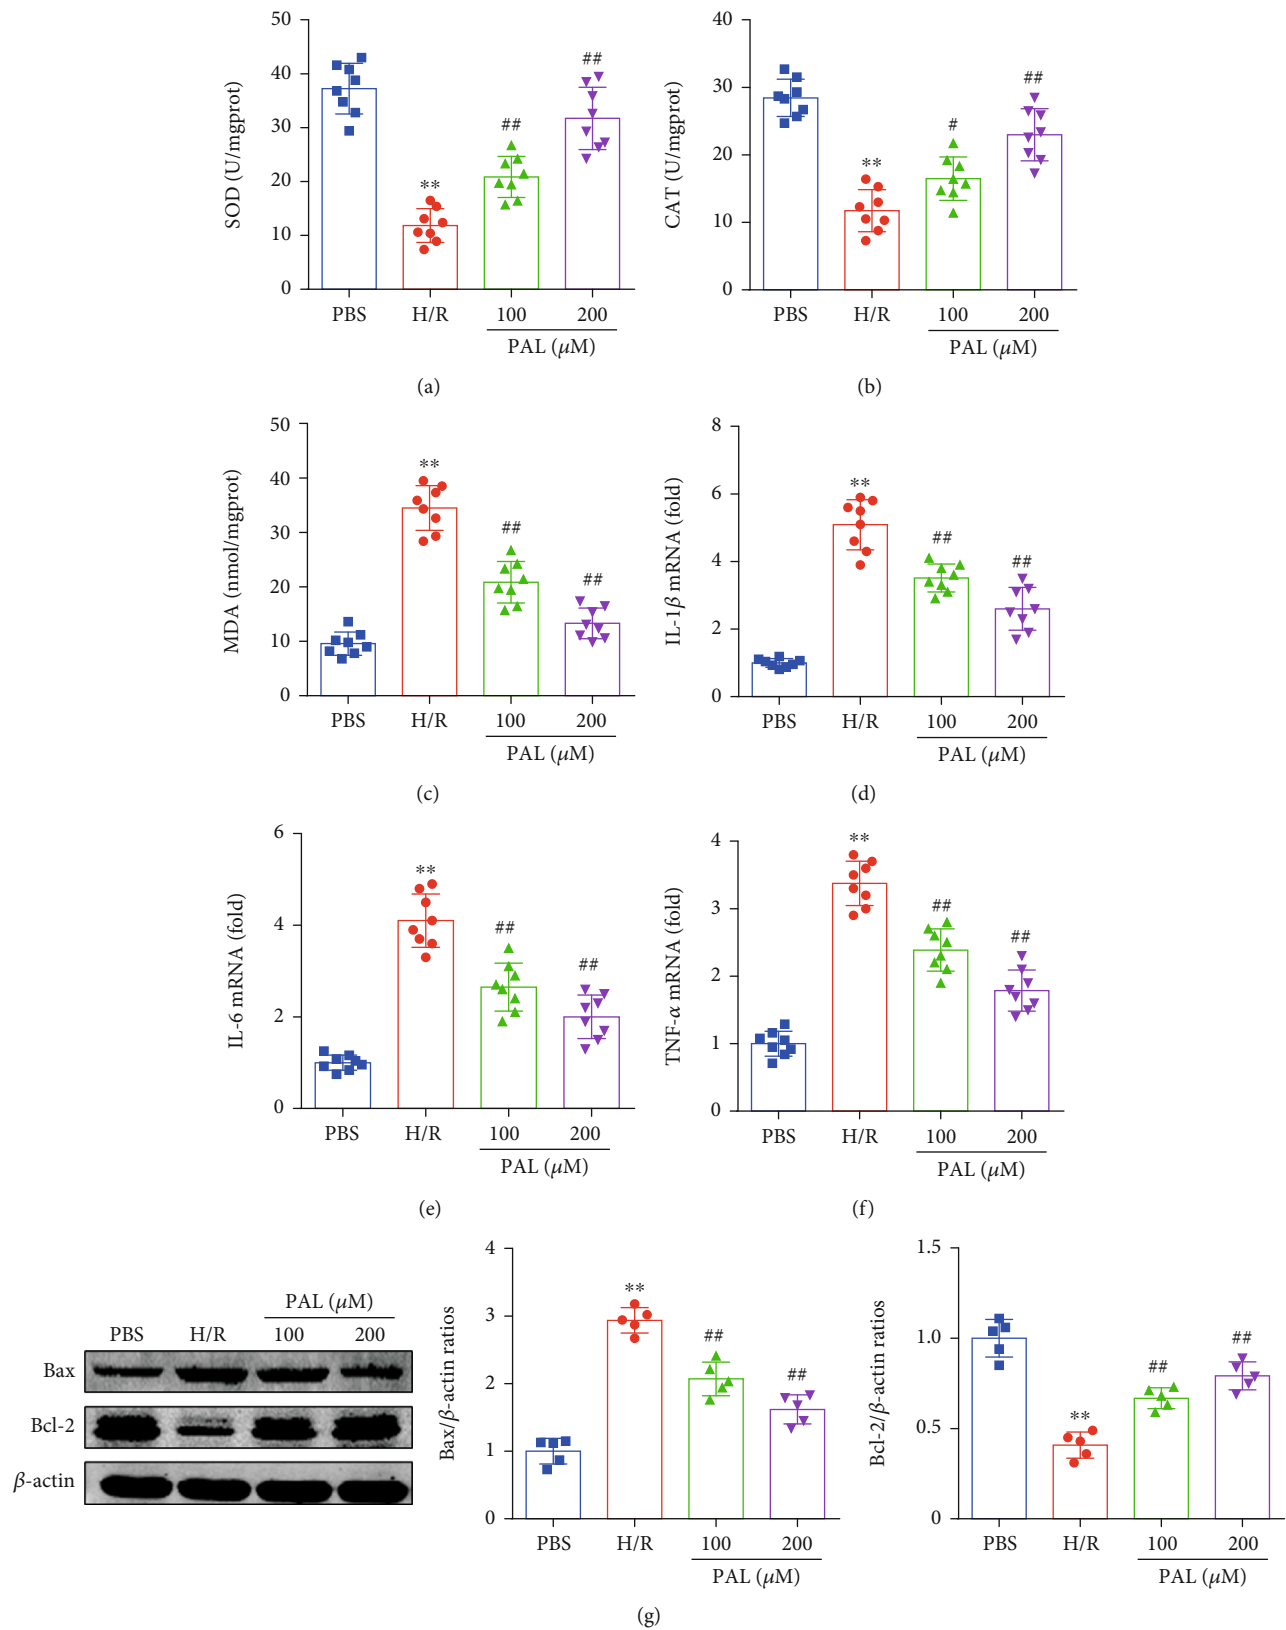 50
40
30
20
10
0
SOD (U/mgprot)
**
##
##
PBS H/R 100 200
PAL (μM)
(a)
40
30
20
10
0
CAT (U/mgprot)
**
#
##
PBS H/R 100 200
PAL (μM)
(b)
50
40
30
20
10
0
MDA (nmol/mgprot)
**
##
##
PBS H/R 100 200
PAL (μM)
(c)
8
6
4
2
0
IL-1β mRNA (fold)
**
##
##
PBS H/R 100 200
PAL (μM)
(d)
6
4
2
0
IL-6 mRNA (fold)
**
##
##
PBS H/R 100 200
PAL (μM)
(e)
4
3
2
1
0
TNF-α mRNA (fold)
**
##
##
PBS H/R 100 200
PAL (μM)
(f)
PAL (μM)
PBS H/R 100 200
Bax
Bcl-2
β-actin
4
3
2
1
0
Bax/β-actin ratios
**
##
##
PBS H/R 100 200
PAL (μM)
1.5
1.0
0.5
0
Bcl-2/β-actin ratios
**
##
##
PBS H/R 100 200
PAL (μM)
(g)